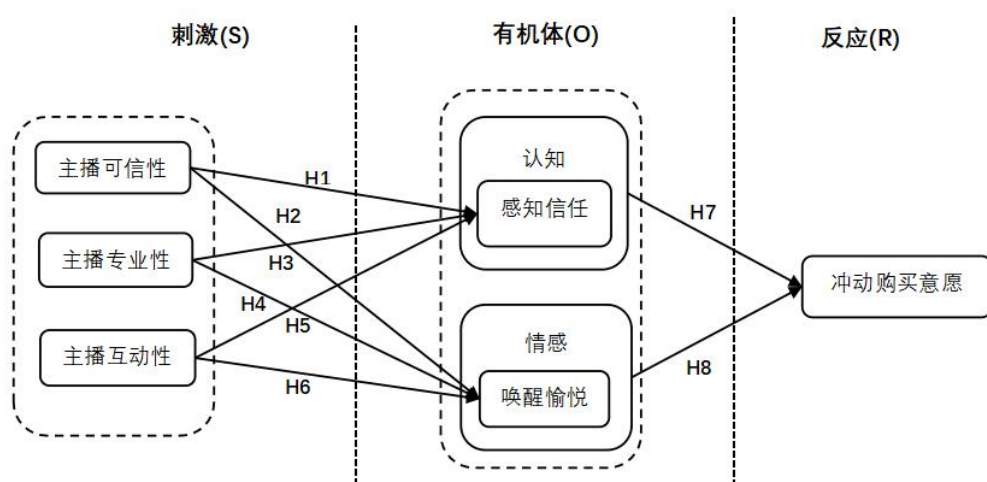 刺激(S)
有机体(O)
反应(R)
主播可信性
主播专业性
主播互动性
H1
H2
H3
H4
H5
H6
认知
感知信任
情感
唤醒愉悦
H7
H8
冲动购买意愿